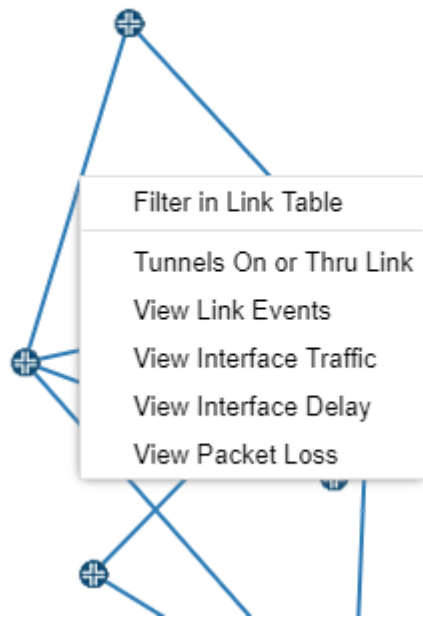 Filter in Link Table
Tunnels On or Thru Link
View Link Events
View Interface Traffic
View Interface Delay
View Packet Loss